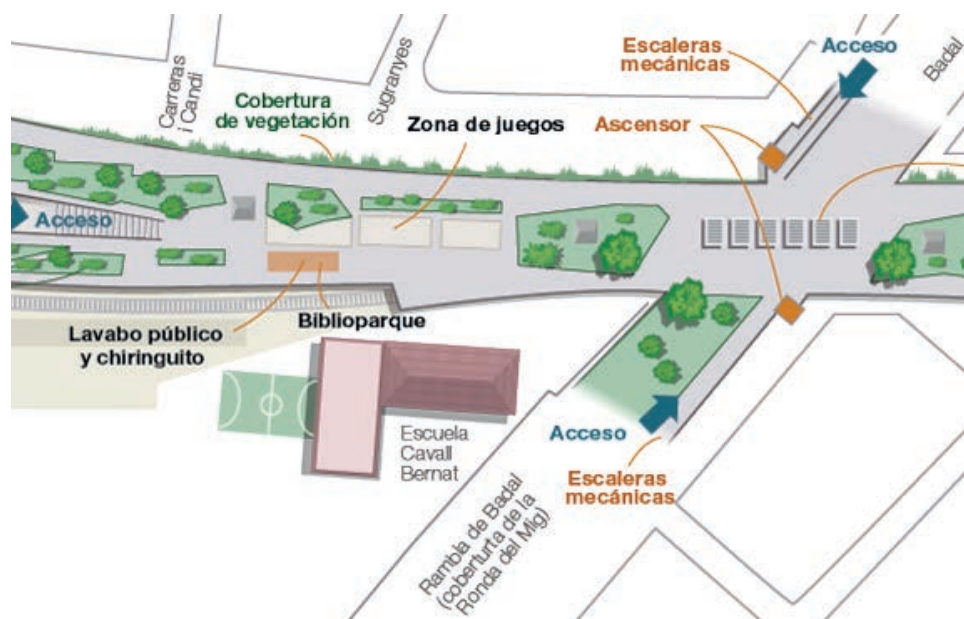 Carreras
i Candi
Sugranyes
Escaleras
mecánicas
Acceso
Badal
Cobertura
de vegetación
Zona de juegos
Ascensor
Acceso
Lavabo público
y chiringuito
Biblioparque
Escuela
Cavall
Bernat
Acceso
Escaleras
mecánicas
Rambla de Badal
(coberturta de la
Ronda del Mig)